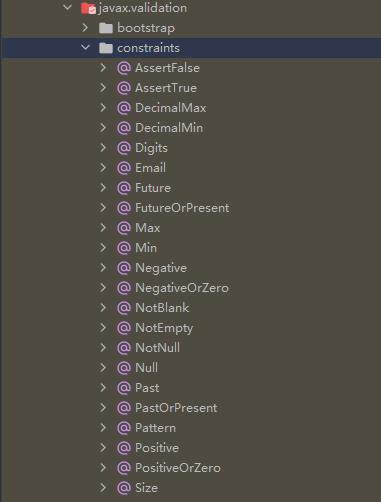 javax.validation
bootstrap
constraints
@ AssertFalse
@ AssertTrue
@ DecimalMax
@ DecimalMin
@ Digits
@ Email
@ Future
@ FutureOrPresent
@ Max
@ Min
@ Negative
@ NegativeOrZero
@ NotBlank
@ NotEmpty
@ NotNull
@ Null
@ Past
@ PastOrPresent
@ Pattern
@ Positive
@ PositiveOrZero
@ Size